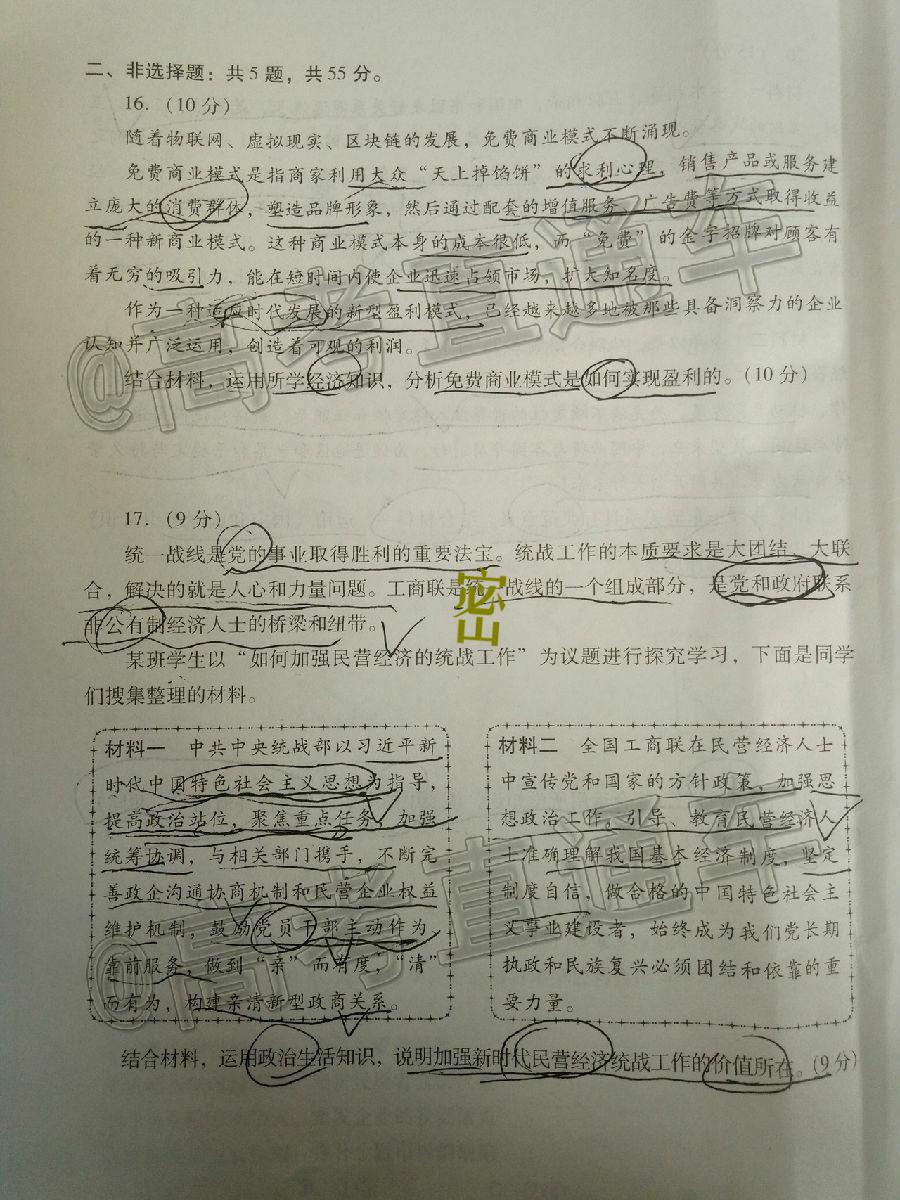 二、非选择题：共5题，共55分。
16.（10分）
随着物联网、虚拟现实、区块链的发展，免费商业模式不断涌现。
免费商业模式是指商家利用大众“天上掉馅饼”的求利心理，销售产品或服务建
立庞大的消费群体，塑造品牌形象，然后通过配套的增值服务、广告费等方式取得收益
的一种新商业模式。这种商业模式本身的成本很低，而“免费”的金字招牌对顾客有
着无穷的吸引力，能在短时间内使企业迅速占领市场，扩大知名度。
作为一种适应时代发展的新型盈利模式，已经越来越多地被那些具备洞察力的企业
认知并广泛运用，创造着可观的利润。
结合材料，运用所学经济知识，分析免费商业模式是如何实现盈利的。（10分）
17.（9分）
统一战线是党的事业取得胜利的重要法宝。统战工作的本质要求是大团结、大联
合，解决的就是人心和力量问题。工商联是统一战线的一个组成部分，是党和政府联系
非公有制经济人士的桥梁和纽带。
某班学生以“如何加强民营经济的统战工作”为议题进行探究学习，下面是同学
们搜集整理的材料。
材料一 中共中央统战部以习近平新
时代中国特色社会主义思想为指导，
提高政治站位，聚焦重点任务，加强
统筹协调，与相关部门携手，不断完
善政企沟通协商机制和民营企业权益
维护机制，鼓励党员干部主动作为
靠前服务，做到“亲”而有度，“清”
而有为，构建亲清新型政商关系。
材料二 全国工商联在民营经济人士
中宣传党和国家的方针政策，加强思
想政治工作，引导、教育民营经济人
士准确理解我国基本经济制度，坚定
制度自信，做合格的中国特色社会主
义事业建设者，始终成为我们党长期
执政和民族复兴必须团结和依靠的重
要力量。
结合材料，运用政治生活知识，说明加强新时代民营经济统战工作的价值所在。（9分）
@高考直通车
@高考直通车
密